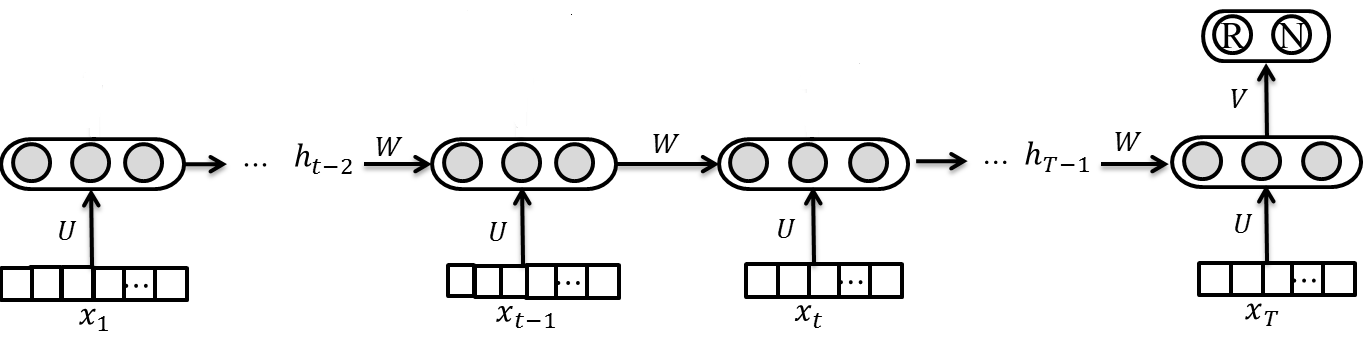 R N
V
... h_{t-2} W W ... h_{T-1} W
U U U U
... ... ... ...
x_1 x_{t-1} x_t x_T